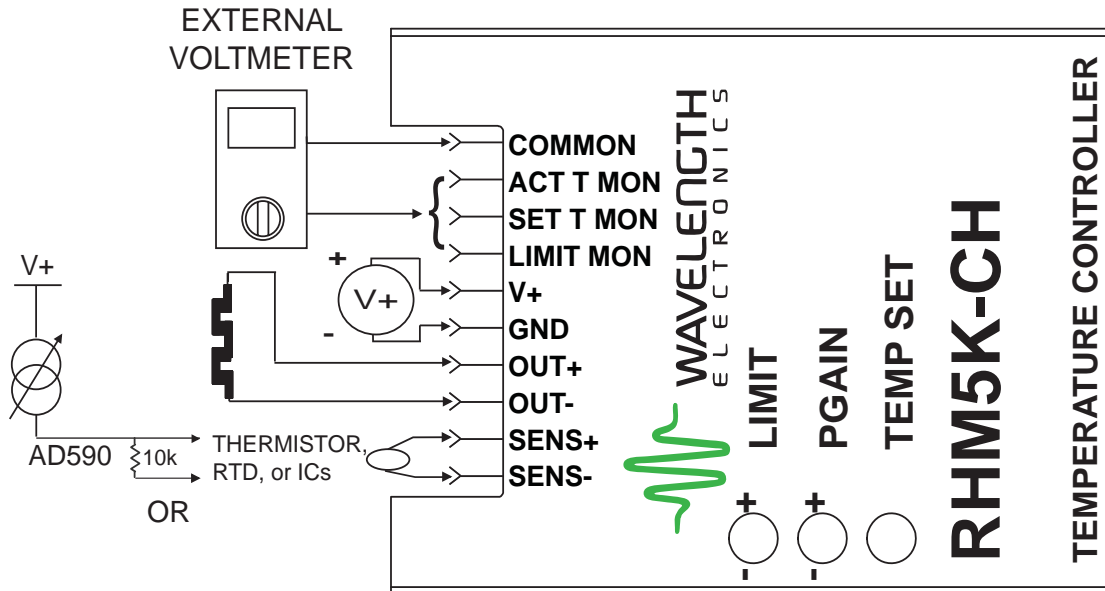 EXTERNAL
VOLTMETER
COMMON
ACT T MON
SET T MON
LIMIT MON
V+
GND
OUT+
OUT-
SENS+
SENS-
+
V+
-
V+
AD590
10k
OR
THERMISTOR,
RTD, or ICs
WAVELENGTH
ELECTRONICS
LIMIT
+
-
PGAIN
+
-
TEMP SET
RHM5K-CH
TEMPERATURE CONTROLLER